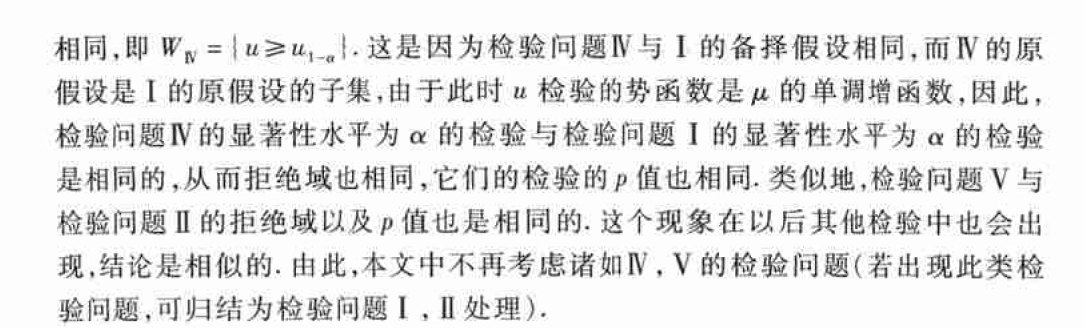 相同,即 W_Ⅳ = {u≥u_{1-α}}. 这是因为检验问题Ⅳ与Ⅰ的备择假设相同,而Ⅳ的原
假设是Ⅰ的原假设的子集,由于此时 u 检验的势函数是 μ 的单调增函数,因此,
检验问题Ⅳ的显著性水平为 α 的检验与检验问题Ⅰ的显著性水平为 α 的检验
是相同的,从而拒绝域也相同,它们的检验的 p 值也相同. 类似地,检验问题Ⅴ与
检验问题Ⅱ的拒绝域以及 p 值也是相同的. 这个现象在以后其他检验中也会出
现,结论是相似的. 由此,本文中不再考虑诸如Ⅳ,Ⅴ的检验问题(若出现此类检
验问题,可归结为检验问题Ⅰ,Ⅱ处理).